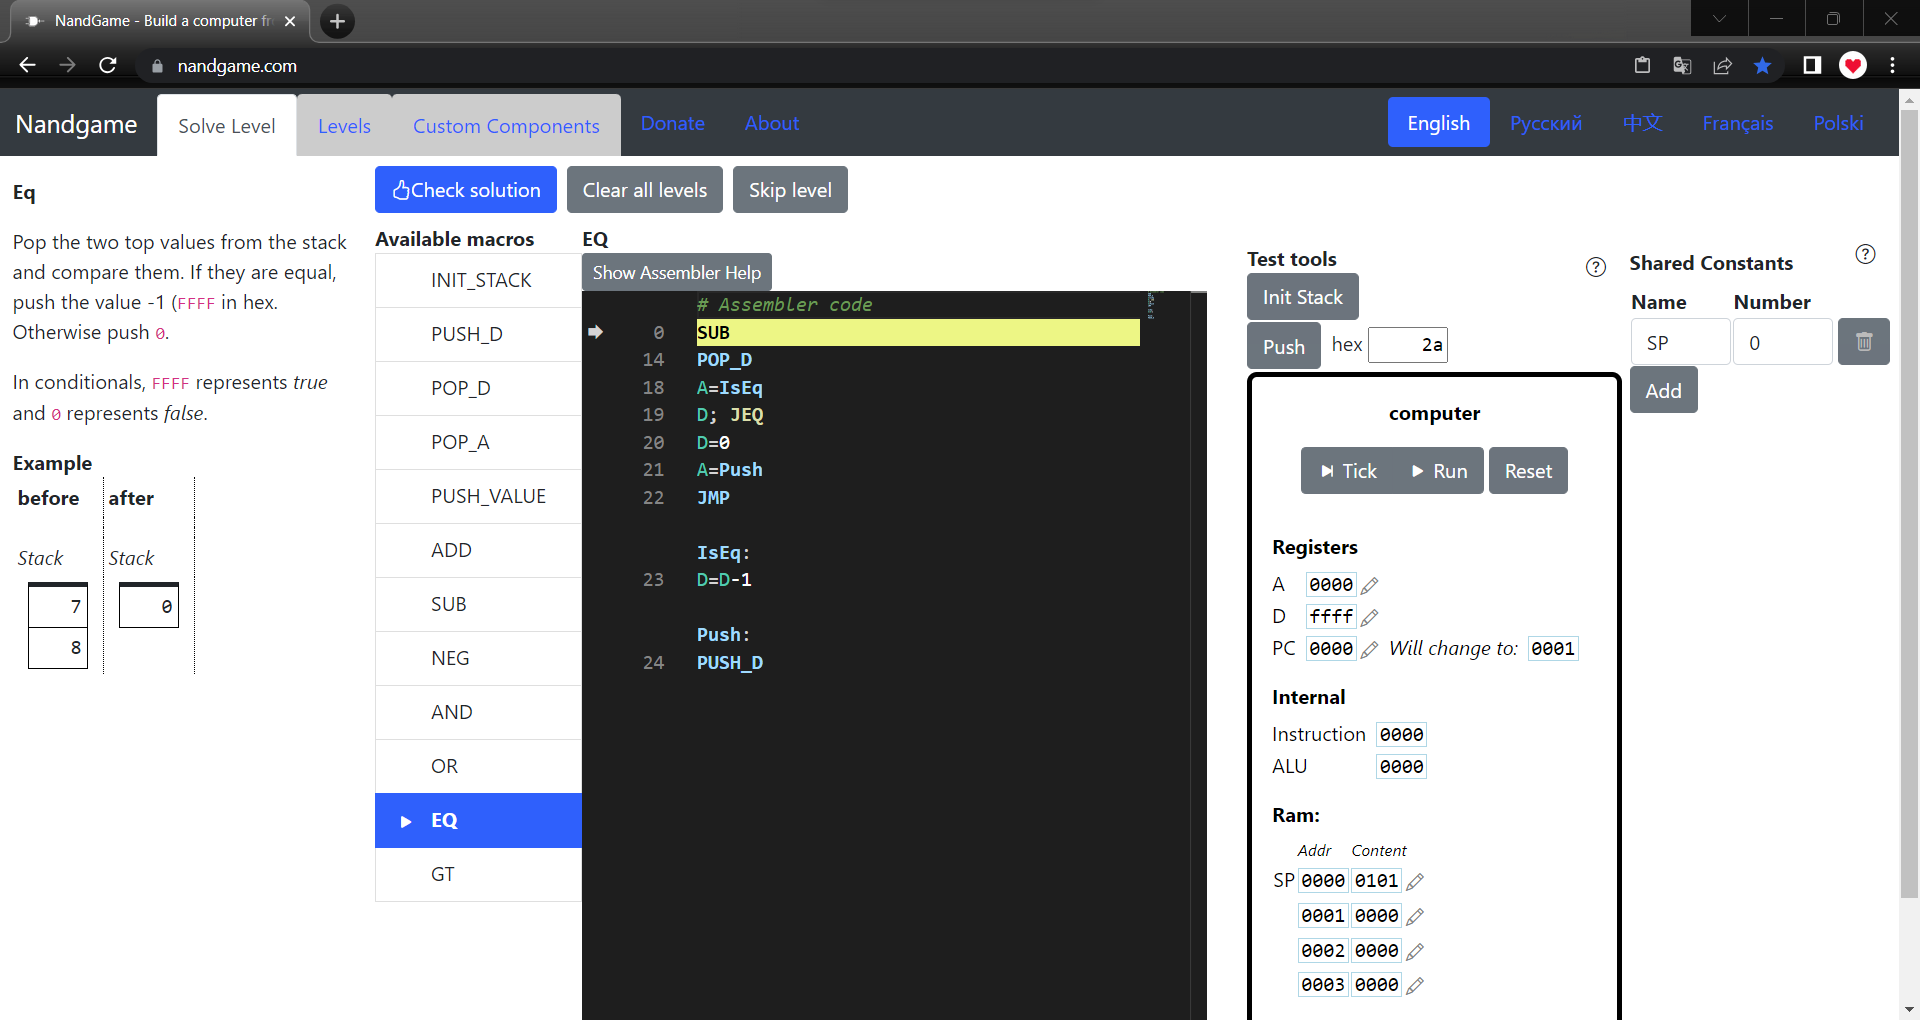 NandGame - Build a computer fr
nandgame.com
Nandgame
Solve Level
Levels
Custom Components
Donate
About
English
Русский
中文
Français
Polski
Eq
Pop the two top values from the stack
and compare them. If they are equal,
push the value -1 (FFFF in hex.
Otherwise push 0.
In conditionals, FFFF represents true
and 0 represents false.
Example
before after
Stack Stack
7 0
8
Check solution
Clear all levels
Skip level
Available macros
INIT_STACK
PUSH_D
POP_D
POP_A
PUSH_VALUE
ADD
SUB
NEG
AND
OR
EQ
GT
EQ
Show Assembler Help
# Assembler code
0 SUB
14 POP_D
18 A=IsEq
19 D; JEQ
20 D=0
21 A=Push
22 JMP
IsEq:
23 D=D-1
Push:
24 PUSH_D
Test tools
Init Stack
Push hex 2a
computer
Tick Run Reset
Registers
A 0000
D ffff
PC 0000 Will change to: 0001
Internal
Instruction 0000
ALU 0000
Ram:
Addr Content
SP 0000 0101
0001 0000
0002 0000
0003 0000
Shared Constants
Name Number
SP 0
Add